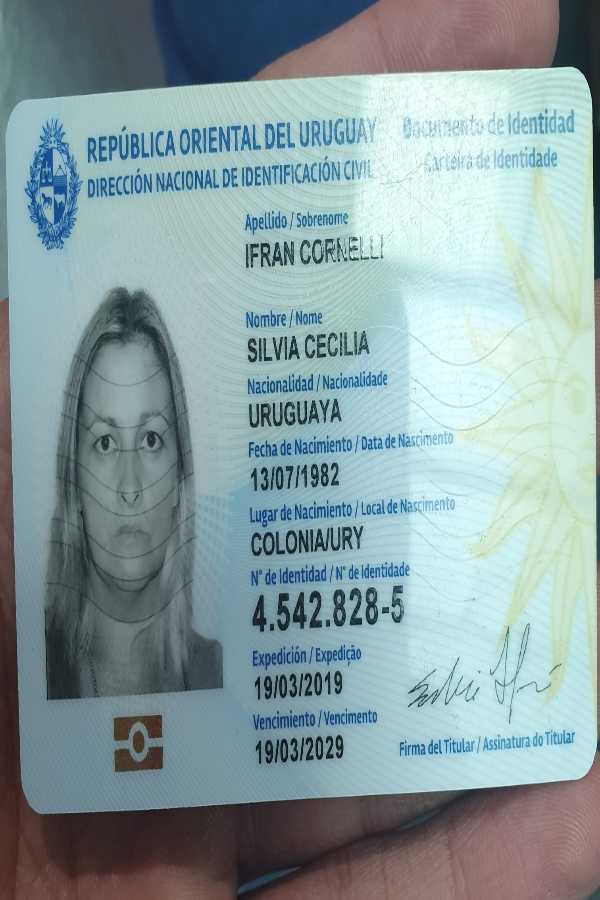 REPÚBLICA ORIENTAL DEL URUGUAY
DIRECCIÓN NACIONAL DE IDENTIFICACIÓN CIVIL
Documento de Identidad
Carteira de Identidade
Apellido / Sobrenome
IFRAN CORNELLI
Nombre / Nome
SILVIA CECILIA
Nacionalidad / Nacionalidade
URUGUAYA
Fecha de Nacimiento / Data de Nascimento
13/07/1982
Lugar de Nacimiento / Local de Nascimento
COLONIA/URY
N° de Identidad / N° de Identidade
4.542.828-5
Expedición / Expedição
19/03/2019
Vencimiento / Vencimento
19/03/2029
Firma del Titular / Assinatura do Titular